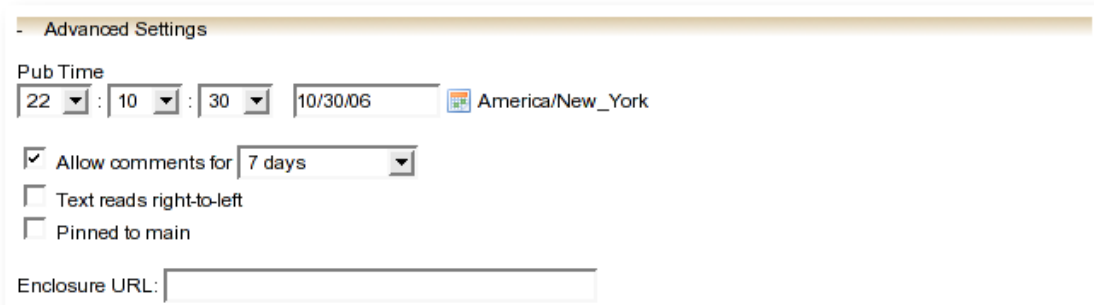 - Advanced Settings
Pub Time
22 : 10 : 30 10/30/06 America/New_York
Allow comments for 7 days
Text reads right-to-left
Pinned to main
Enclosure URL: